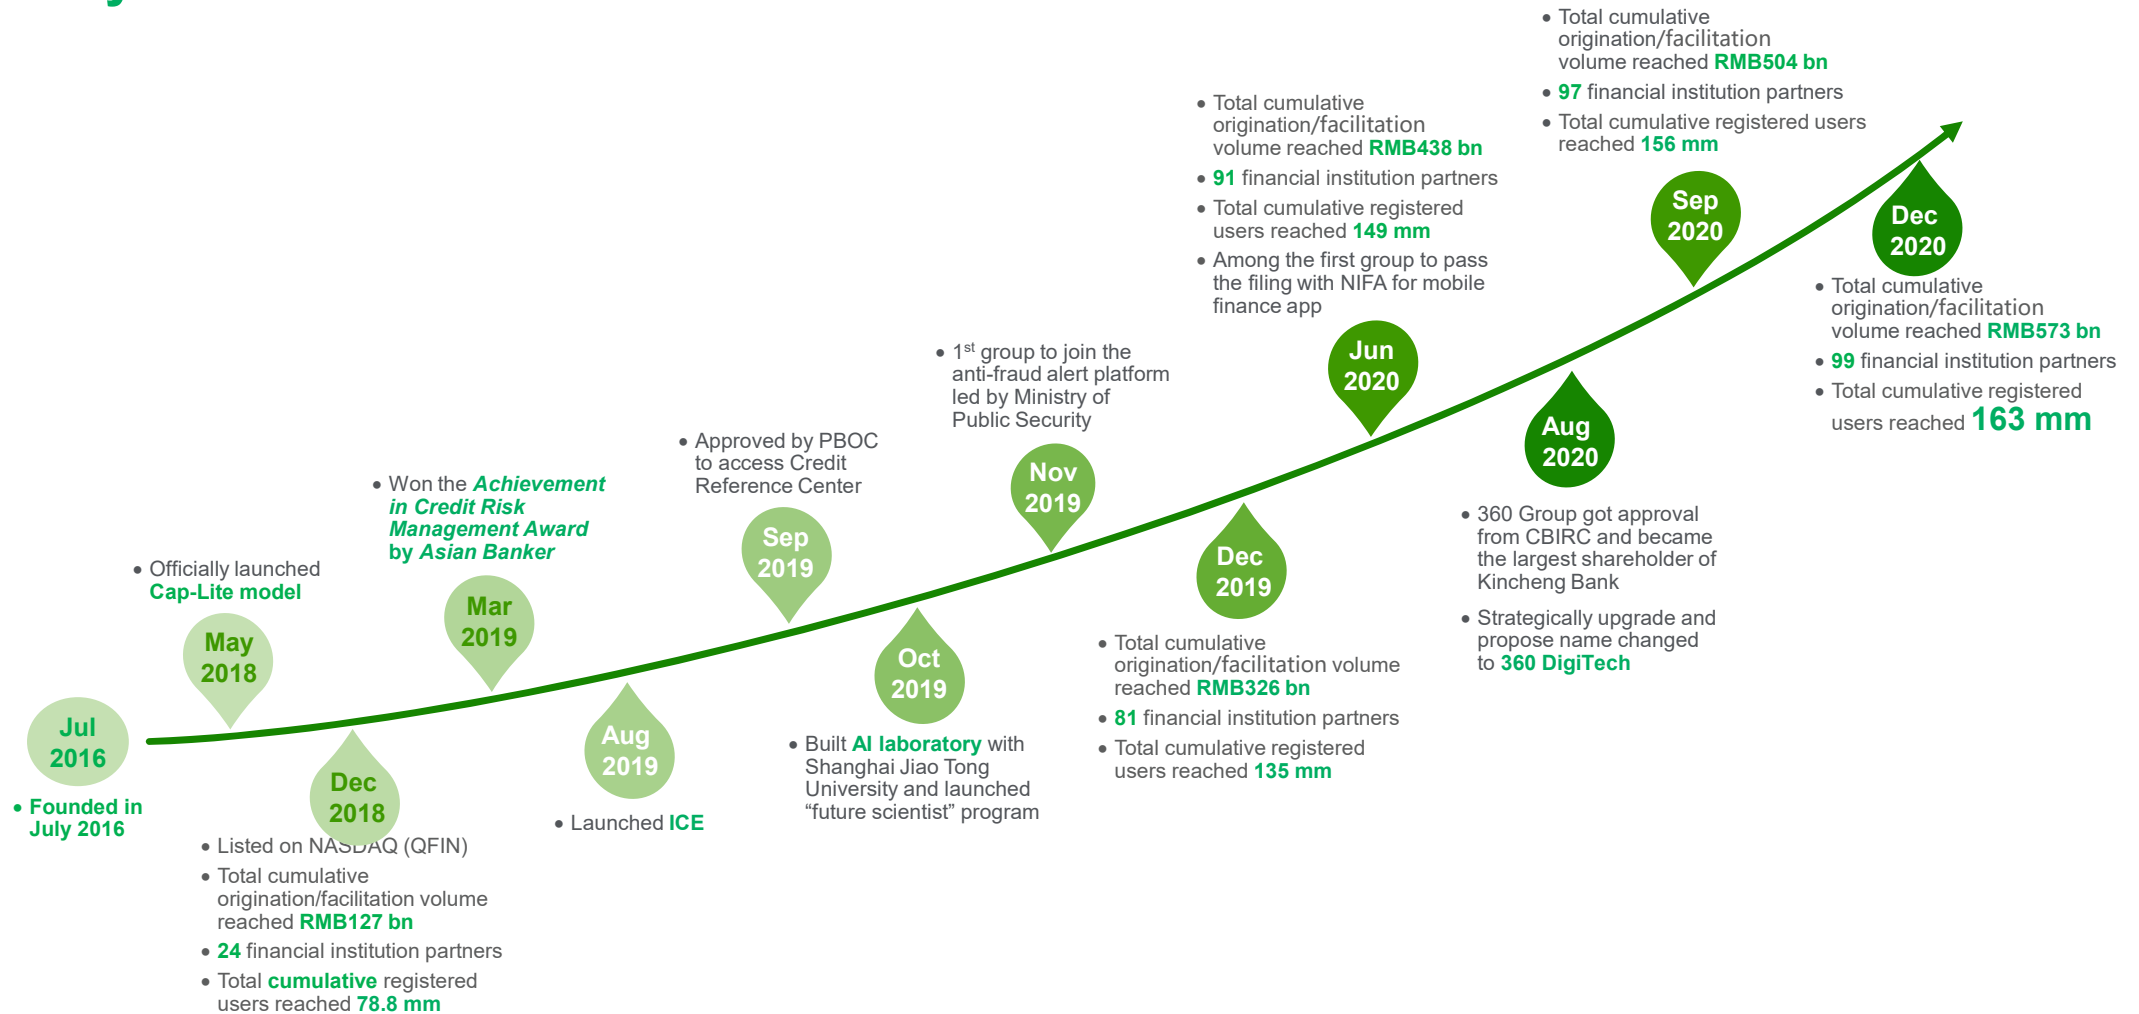 Jul
2016
• Founded in
July 2016
• Officially launched
Cap-Lite model
May
2018
Dec
2018
• Listed on NASDAQ (QFIN)
• Total cumulative
origination/facilitation volume
reached RMB127 bn
• 24 financial institution partners
• Total cumulative registered
users reached 78.8 mm
• Won the Achievement
in Credit Risk
Management Award
by Asian Banker
Mar
2019
Aug
2019
• Launched ICE
• Approved by PBOC
to access Credit
Reference Center
Sep
2019
Oct
2019
• Built AI laboratory with
Shanghai Jiao Tong
University and launched
“future scientist” program
• 1st group to join the
anti-fraud alert platform
led by Ministry of
Public Security
Nov
2019
Dec
2019
• Total cumulative
origination/facilitation volume
reached RMB326 bn
• 81 financial institution partners
• Total cumulative registered
users reached 135 mm
• Total cumulative
origination/facilitation
volume reached RMB438 bn
• 91 financial institution partners
• Total cumulative registered
users reached 149 mm
• Among the first group to pass
the filing with NIFA for mobile
finance app
Jun
2020
Aug
2020
• 360 Group got approval
from CBIRC and became
the largest shareholder of
Kincheng Bank
• Strategically upgrade and
propose name changed
to 360 DigiTech
• Total cumulative
origination/facilitation
volume reached RMB504 bn
• 97 financial institution partners
• Total cumulative registered users
reached 156 mm
Sep
2020
Dec
2020
• Total cumulative
origination/facilitation
volume reached RMB573 bn
• 99 financial institution partners
• Total cumulative registered
users reached 163 mm